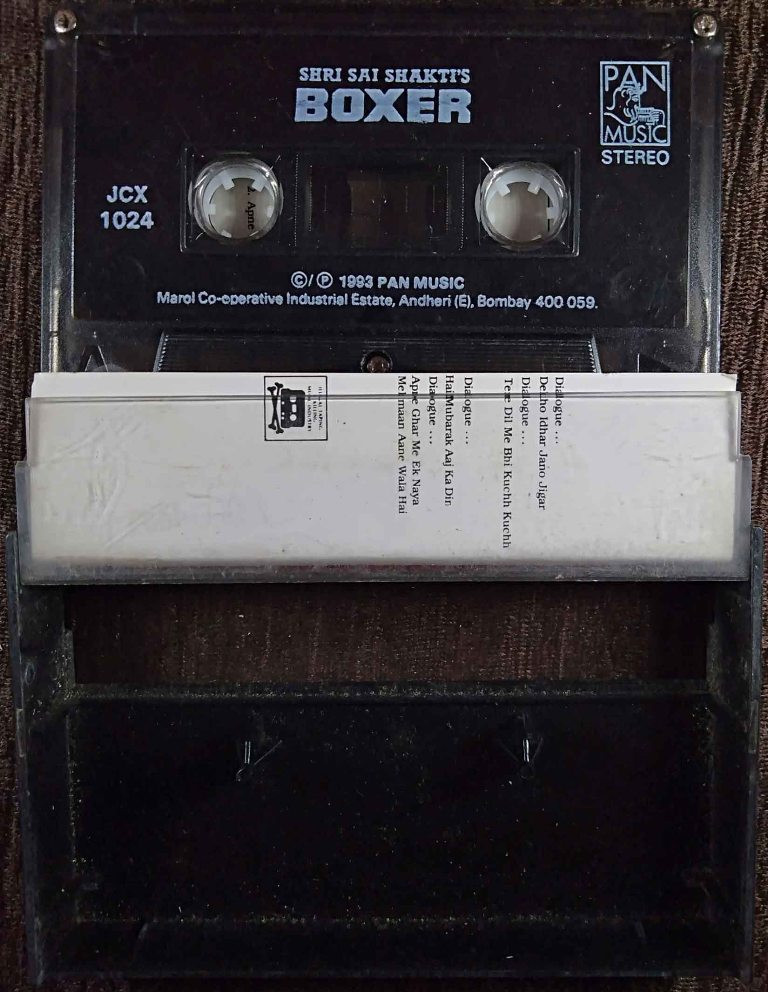 SHRI SAI SHAKTI'S
BOXER
PAN
MUSIC
STEREO
JCX
1024
2. Apne
©/℗ 1993 PAN MUSIC
Marol Co-operative Industrial Estate, Andheri (E), Bombay 400 059.
Dialogue ...
Dekho Idhar Jano Jigar
Dialogue ...
Tere Dil Me Bhi Kuchh Kuchh
Dialogue ...
Hai Mubarak Aaj Ka Din
Dialogue ...
Apne Ghar Me Ek Naya
Mehmaan Aane Wala Hai